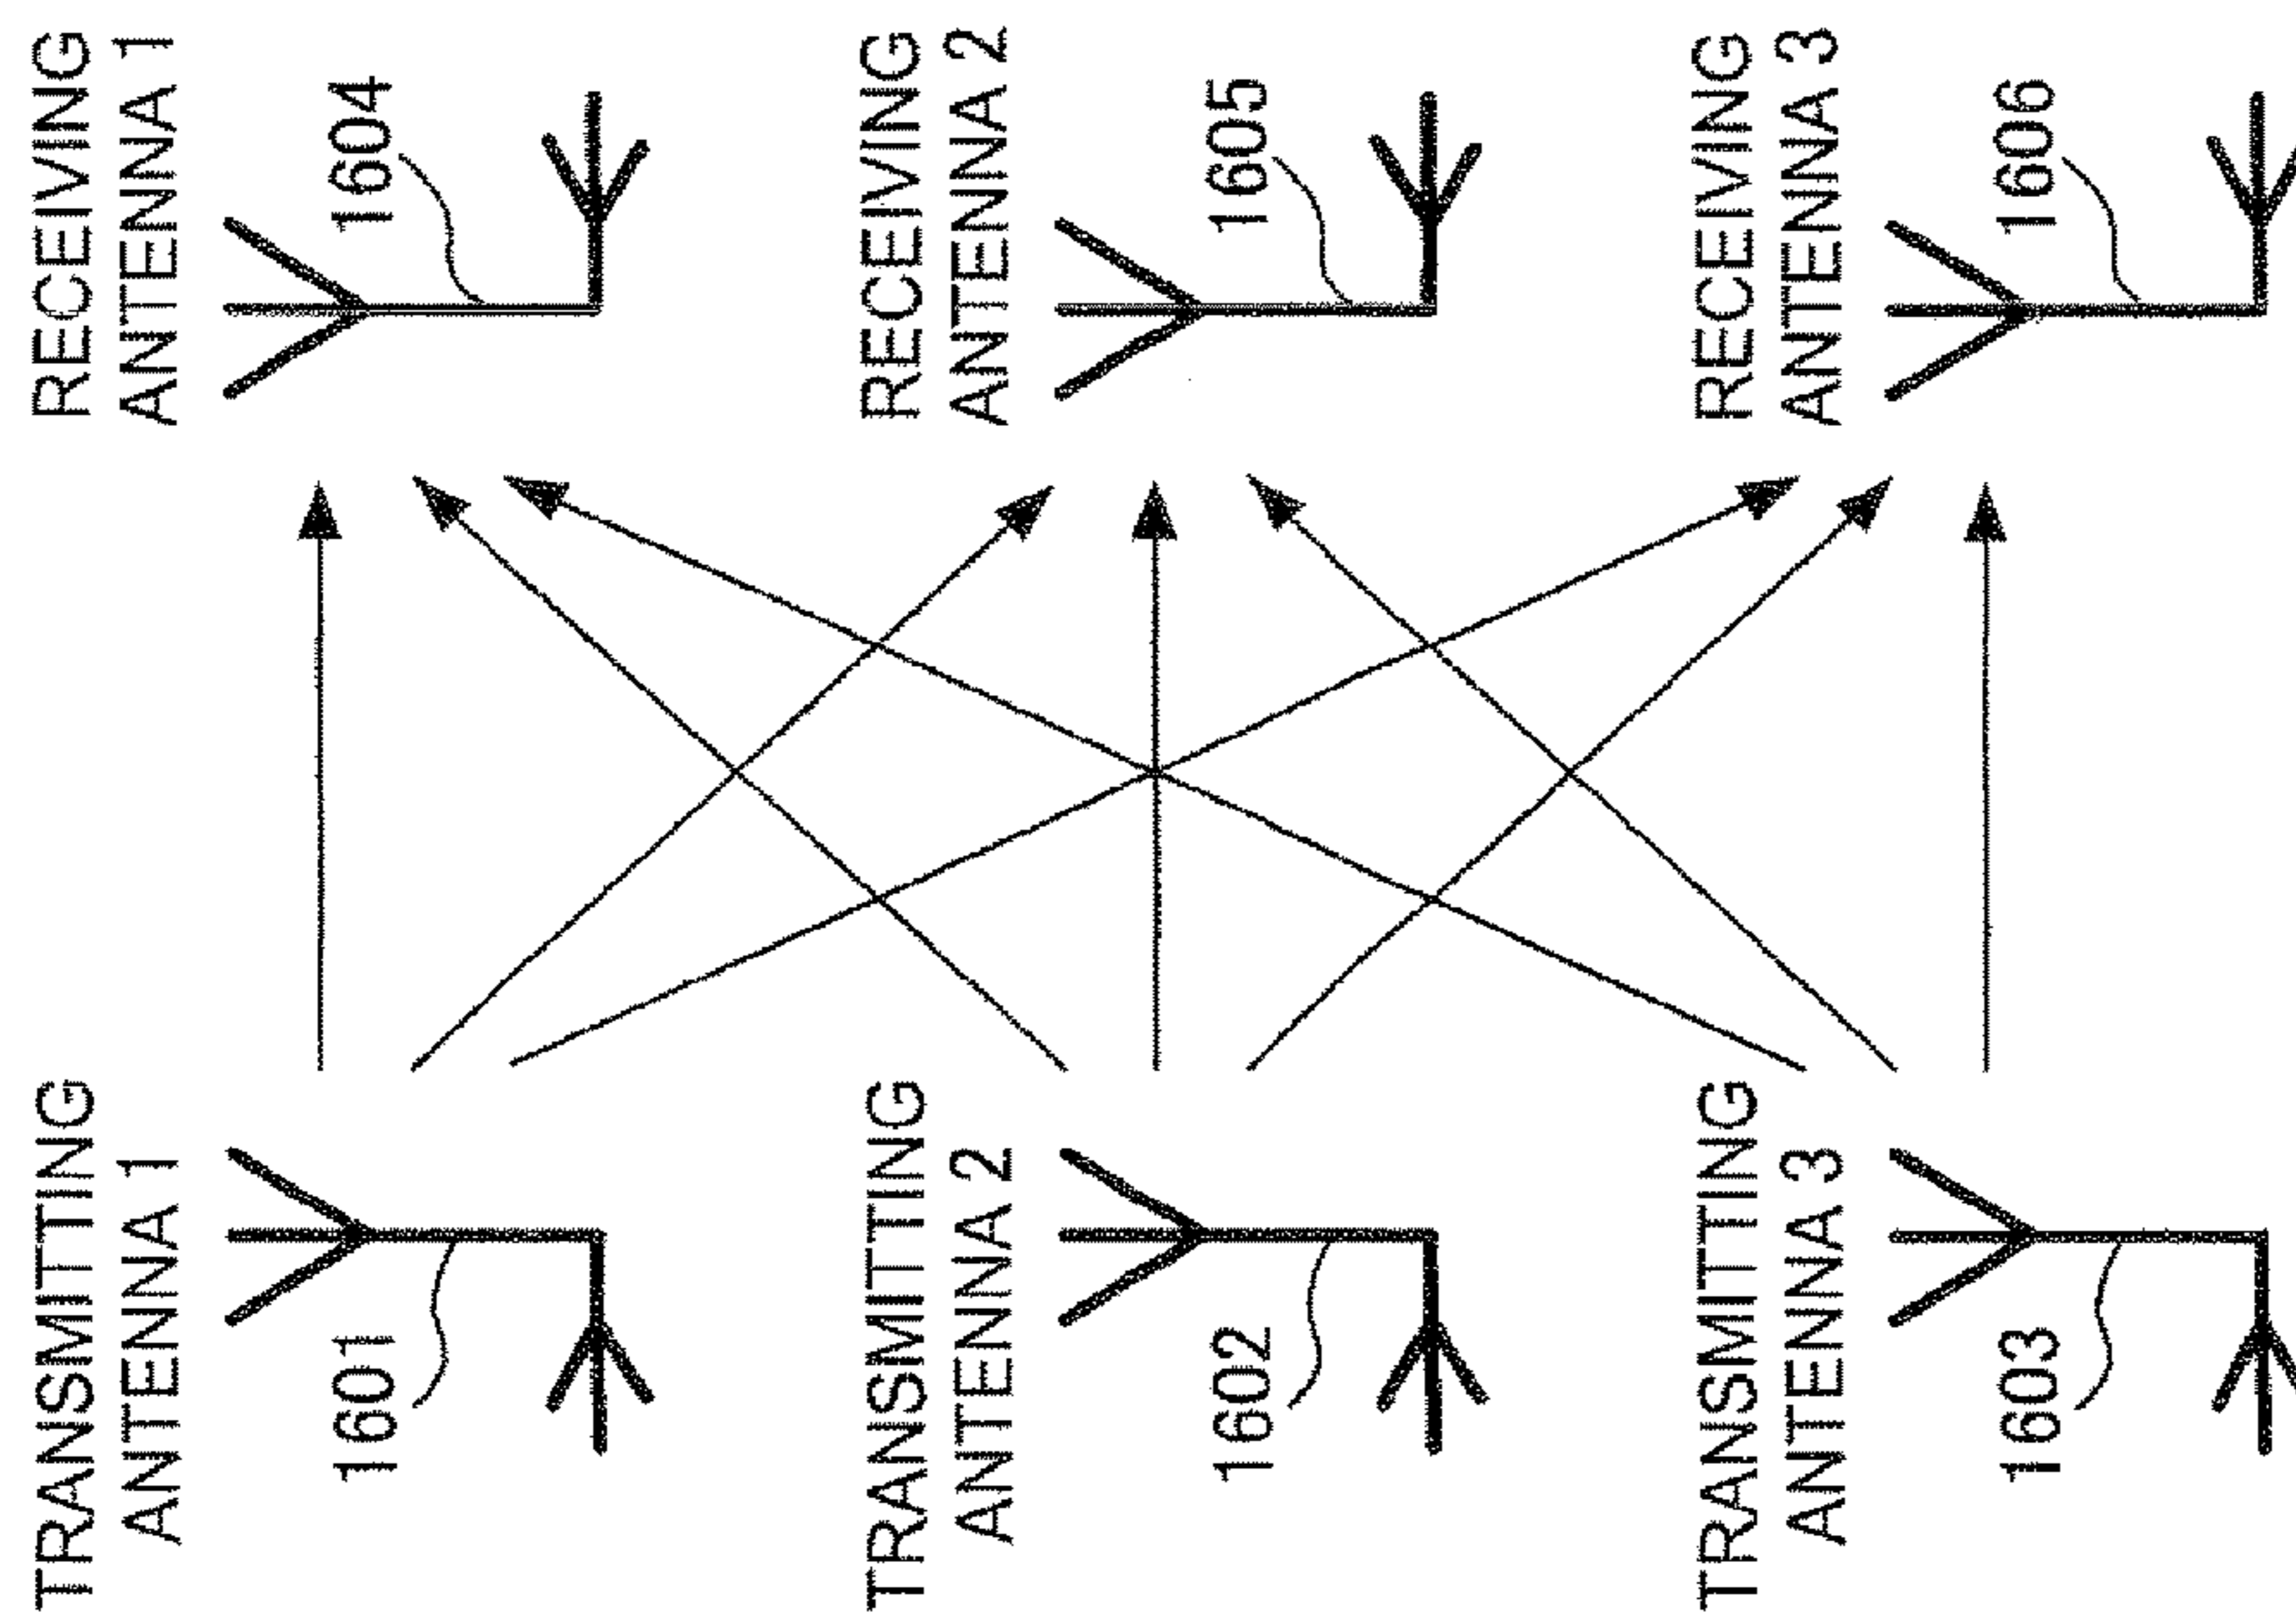 TRANSMITTING
ANTENNA 1
1601
RECEIVING
ANTENNA 1
1604
TRANSMITTING
ANTENNA 2
1602
RECEIVING
ANTENNA 2
1605
TRANSMITTING
ANTENNA 3
1603
RECEIVING
ANTENNA 3
1606